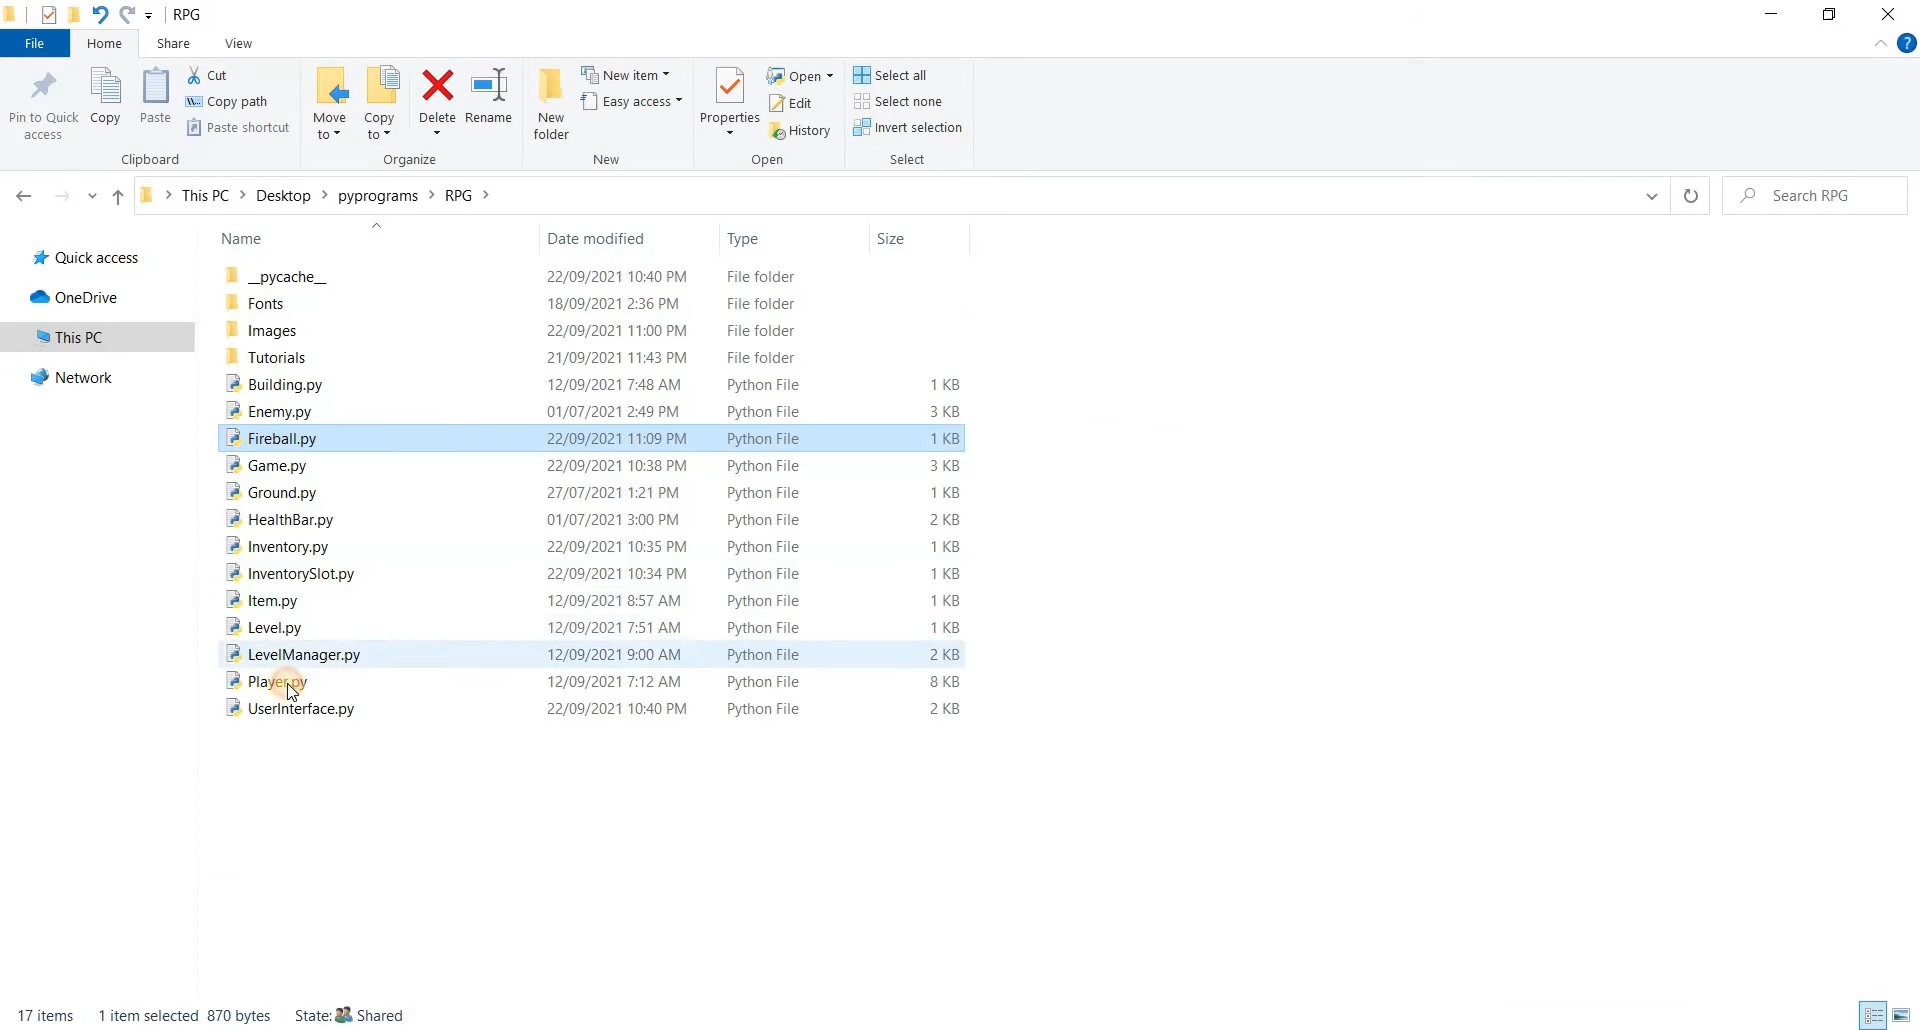 RPG
File Home Share View
Pin to Quick access
Copy
Paste
Cut
Copy path
Paste shortcut
Clipboard
Move to
Copy to
Delete
Rename
Organize
New folder
New item
Easy access
New
Properties
Open
Edit
History
Open
Select all
Select none
Invert selection
Select
This PC > Desktop > pyprograms > RPG >
Search RPG
Quick access
OneDrive
This PC
Network
Name Date modified Type Size
__pycache__ 22/09/2021 10:40 PM File folder
Fonts 18/09/2021 2:36 PM File folder
Images 22/09/2021 11:00 PM File folder
Tutorials 21/09/2021 11:43 PM File folder
Building.py 12/09/2021 7:48 AM Python File 1 KB
Enemy.py 01/07/2021 2:49 PM Python File 3 KB
Fireball.py 22/09/2021 11:09 PM Python File 1 KB
Game.py 22/09/2021 10:38 PM Python File 3 KB
Ground.py 27/07/2021 1:21 PM Python File 1 KB
HealthBar.py 01/07/2021 3:00 PM Python File 2 KB
Inventory.py 22/09/2021 10:35 PM Python File 1 KB
InventorySlot.py 22/09/2021 10:34 PM Python File 1 KB
Item.py 12/09/2021 8:57 AM Python File 1 KB
Level.py 12/09/2021 7:51 AM Python File 1 KB
LevelManager.py 12/09/2021 9:00 AM Python File 2 KB
Player.py 12/09/2021 7:12 AM Python File 8 KB
UserInterface.py 22/09/2021 10:40 PM Python File 2 KB
17 items 1 item selected 870 bytes State: Shared